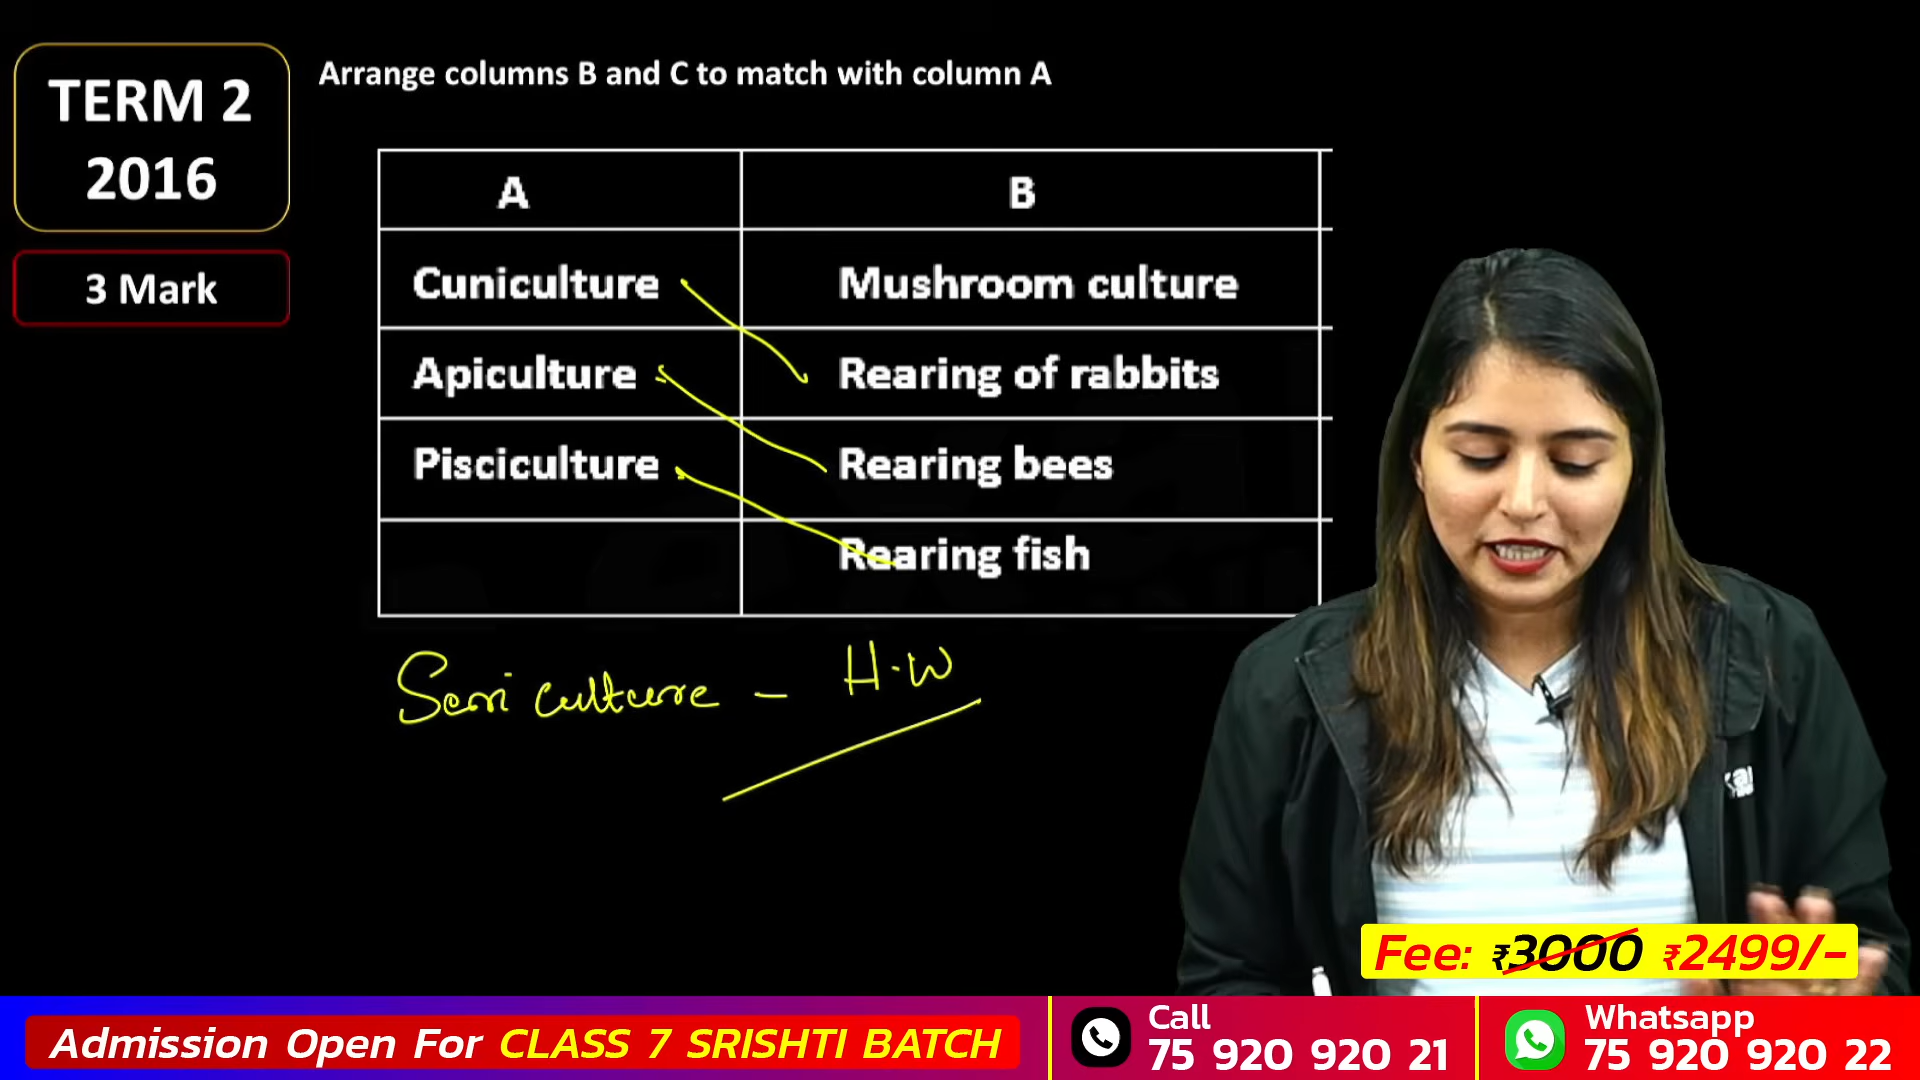 TERM 2
2016
3 Mark
Arrange columns B and C to match with column A
A
B
Cuniculture
Mushroom culture
Apiculture
Rearing of rabbits
Pisciculture
Rearing bees
Rearing fish
Seri culture - H.W
Fee: ₹3000 ₹2499/-
Admission Open For CLASS 7 SRISHTI BATCH
Call
75 920 920 21
Whatsapp
75 920 920 22